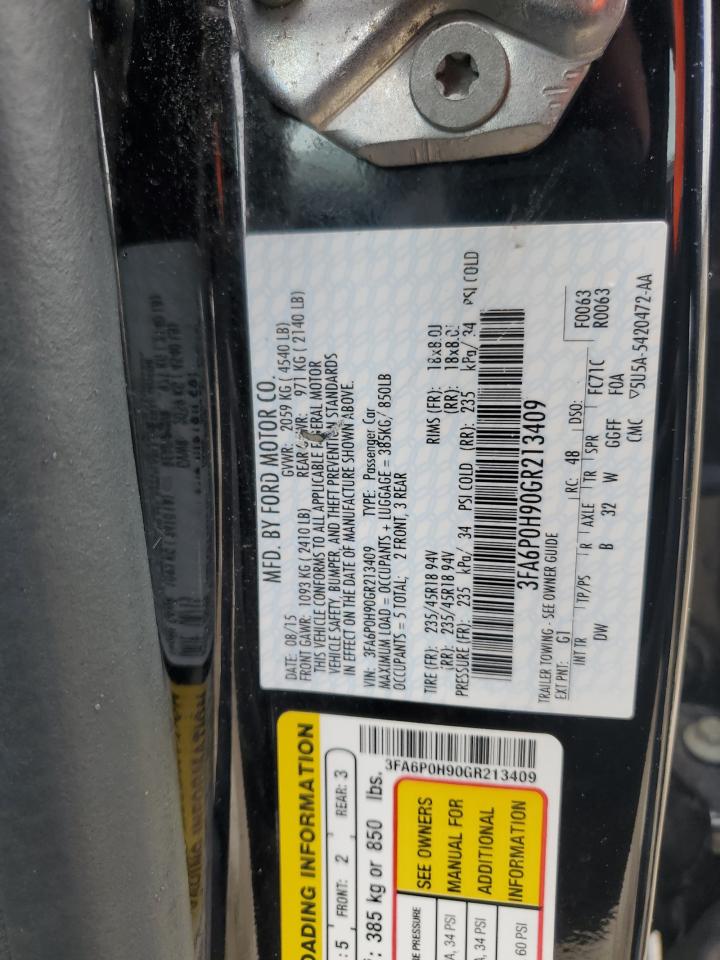 MFD. BY FORD MOTOR CO.
DATE: 08/15 GVWR: 2059 KG ( 4540 LB)
FRONT GAWR: 1093 KG ( 2410 LB) REAR GAWR: 971 KG ( 2140 LB)
THIS VEHICLE CONFORMS TO ALL APPLICABLE FEDERAL MOTOR
VEHICLE SAFETY, BUMPER, AND THEFT PREVENTION STANDARDS
IN EFFECT ON THE DATE OF MANUFACTURE SHOWN ABOVE.
VIN: 3FA6P0H90GR213409 TYPE: Passenger Car
MAXIMUM LOAD = OCCUPANTS + LUGGAGE = 385KG/ 850LB
OCCUPANTS = 5 TOTAL; 2 FRONT, 3 REAR
TIRE (FR): 235/45R18 94V RIMS (FR): 18x8.0J
(RR): 235/45R18 94V (RR): 18x8.0J
PRESSURE (FR): 235 kPa/ 34 PSI COLD (RR): 235 kPa/ 34 PSI COLD
3FA6P0H90GR213409
TRAILER TOWING - SEE OWNER GUIDE
EXT PNT: G1 RC: 48 DSO: F0063
R0063
INT TR TP/PS R AXLE TR SPR FC71C
DW B 32 W GGFF F0A
CMC ▽5U5A-5420472-AA
OADING INFORMATION
: 5 FRONT: 2 REAR: 3
: 385 kg or 850 lbs.
3FA6P0H90GR213409
E PRESSURE
A, 34 PSI
A, 34 PSI
60 PSI
SEE OWNERS
MANUAL FOR
ADDITIONAL
INFORMATION